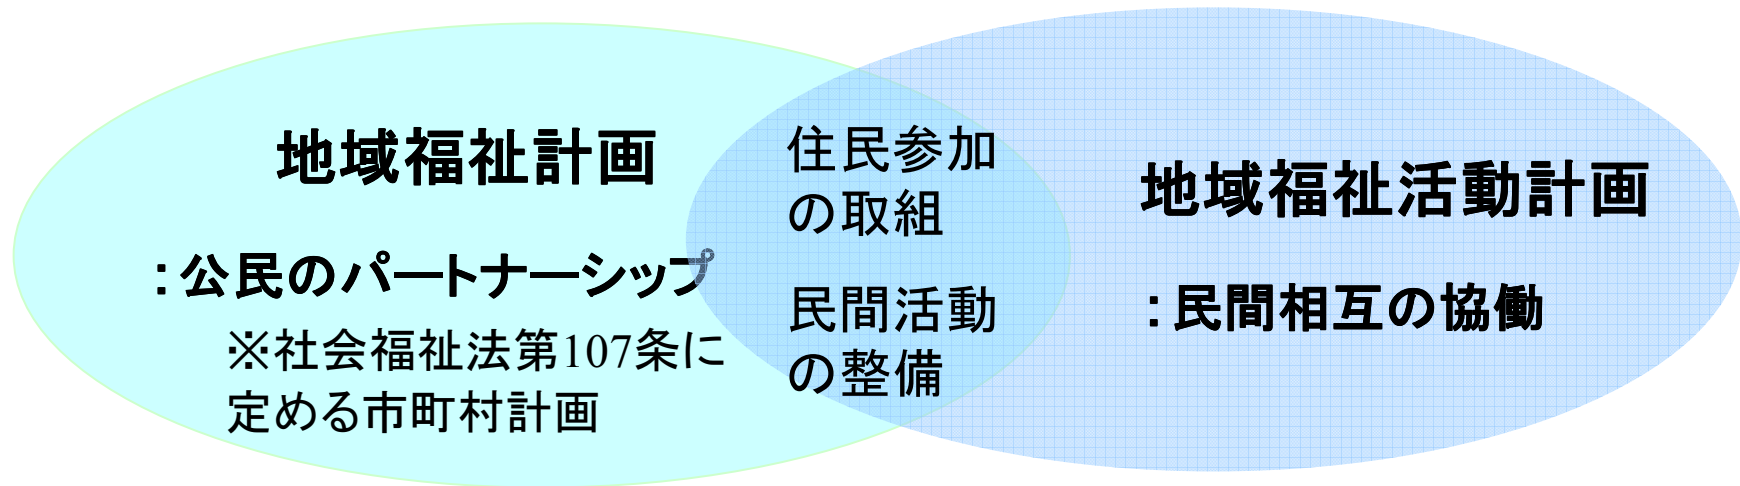 地域福祉計画
：公民のパートナーシップ
※社会福祉法第107条に
定める市町村計画
住民参加
の取組
民間活動
の整備
地域福祉活動計画
：民間相互の協働